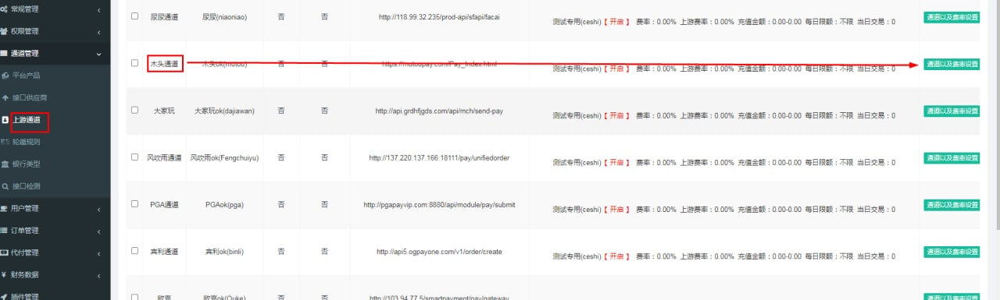 常规管理
权限管理
通道管理
平台产品
接口供应商
上游通道
轮循规则
银行类型
接口检测
用户管理
订单管理
代付管理
财务数据
插件管理
尿尿通道 尿尿(niaoniao) 否 否 http://118.99.32.235/prod-api/sfapi/facai 测试专用(ceshi)【 开启 】 费率：0.00% 上游费率：0.00% 充值金额：0.00-0.00 每日限额：不限 当日交易：0 通道以及费率设置
木头通道 木头ok(mutou) 否 否 https://mutoupay.com/Pay_Index.html 测试专用(ceshi)【 开启 】 费率：0.00% 上游费率：0.00% 充值金额：0.00-0.00 每日限额：不限 当日交易：0 通道以及费率设置
大家玩 大家玩ok(dajiawan) 否 否 http://api.grdhfjgds.com/api/mch/send-pay 测试专用(ceshi)【 开启 】 费率：0.00% 上游费率：0.00% 充值金额：0.00-0.00 每日限额：不限 当日交易：0 通道以及费率设置
风吹雨通道 风吹雨ok(Fengchuiyu) 否 否 http://137.220.137.166:18111/pay/unifiedorder 测试专用(ceshi)【 开启 】 费率：0.00% 上游费率：0.00% 充值金额：0.00-0.00 每日限额：不限 当日交易：0 通道以及费率设置
PGA通道 PGAok(pga) 否 否 http://pgapayvip.com:8880/api/module/pay/submit 测试专用(ceshi)【 开启 】 费率：0.00% 上游费率：0.00% 充值金额：0.00-0.00 每日限额：不限 当日交易：0 通道以及费率设置
宾利通道 宾利ok(binli) 否 否 http://api5.ogpayone.com/v1/order/create 测试专用(ceshi)【 开启 】 费率：0.00% 上游费率：0.00% 充值金额：0.00-0.00 每日限额：不限 当日交易：0 通道以及费率设置
欧克 欧克ok(Ouke) 否 否 http://103.94.77.5/smartpayment/pay/gateway